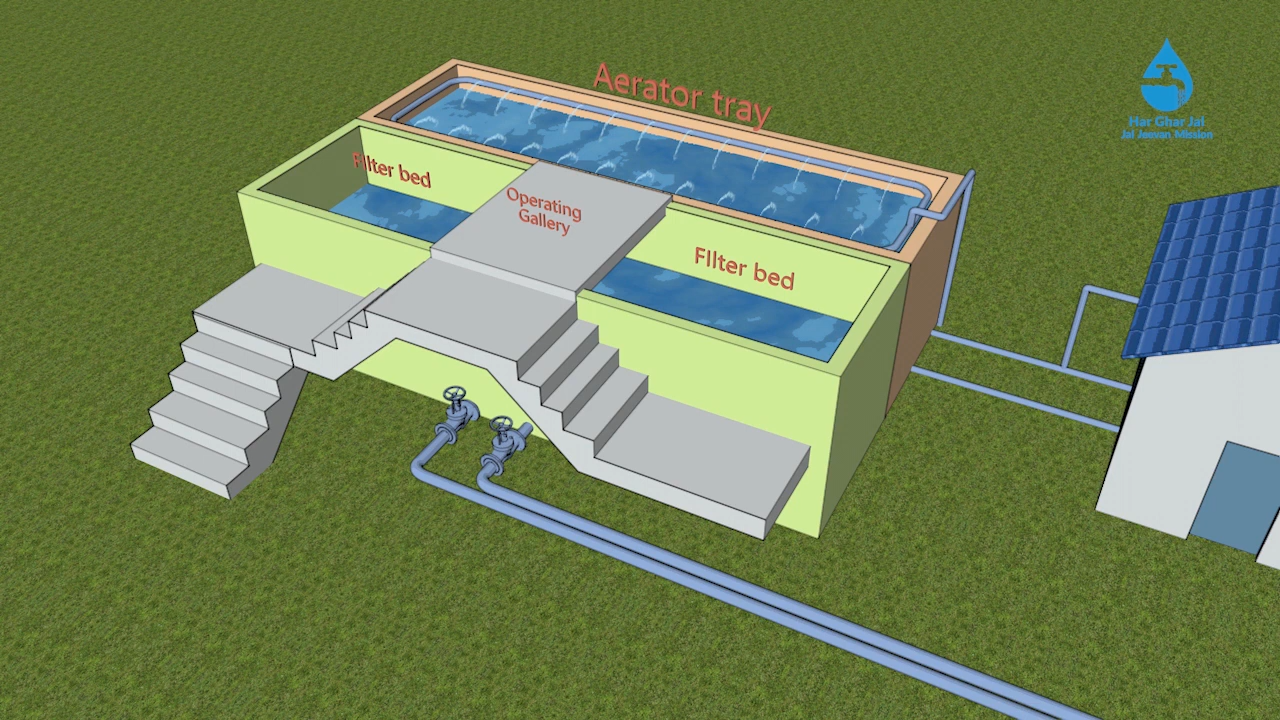 Aerator tray
Filter bed
Operating
Gallery
FIlter bed
Har Ghar Jal
Jal Jeevan Mission